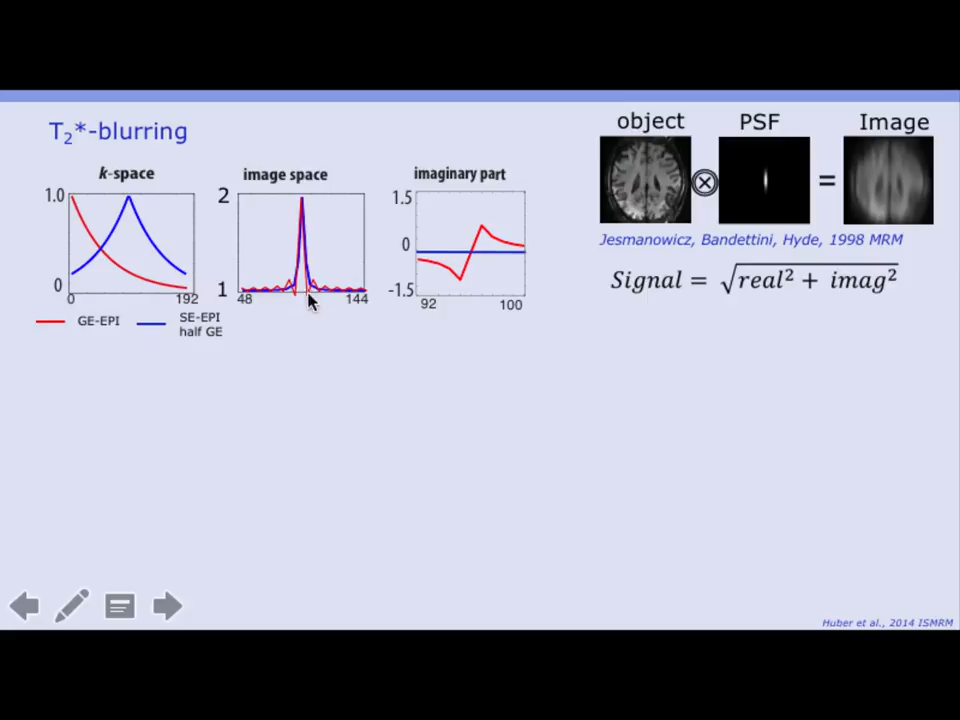 T₂*-blurring
object PSF Image
k-space
image space
imaginary part
1.0
0
0 192
2
1
48 144
1.5
0
-1.5
92 100
GE-EPI
SE-EPI
half GE
=
Jesmanowicz, Bandettini, Hyde, 1998 MRM
Signal = √real² + imag²
Huber et al., 2014 ISMRM